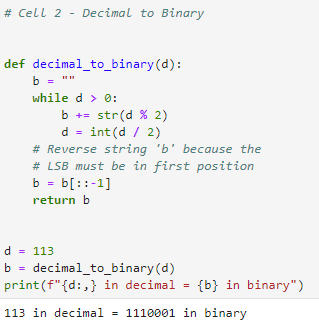 # Cell 2 - Decimal to Binary
def decimal_to_binary(d):
    b = ""
    while d > 0:
        b += str(d % 2)
        d = int(d / 2)
    # Reverse string 'b' because the
    # LSB must be in first position
    b = b[::-1]
    return b
d = 113
b = decimal_to_binary(d)
print(f"{d:,} in decimal = {b} in binary")
113 in decimal = 1110001 in binary